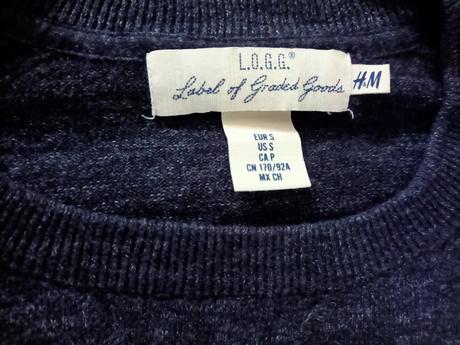 L.O.G.G.®
Label of Graded Goods
H&M
EUR S
US S
CA P
CN 170/92A
MX CH